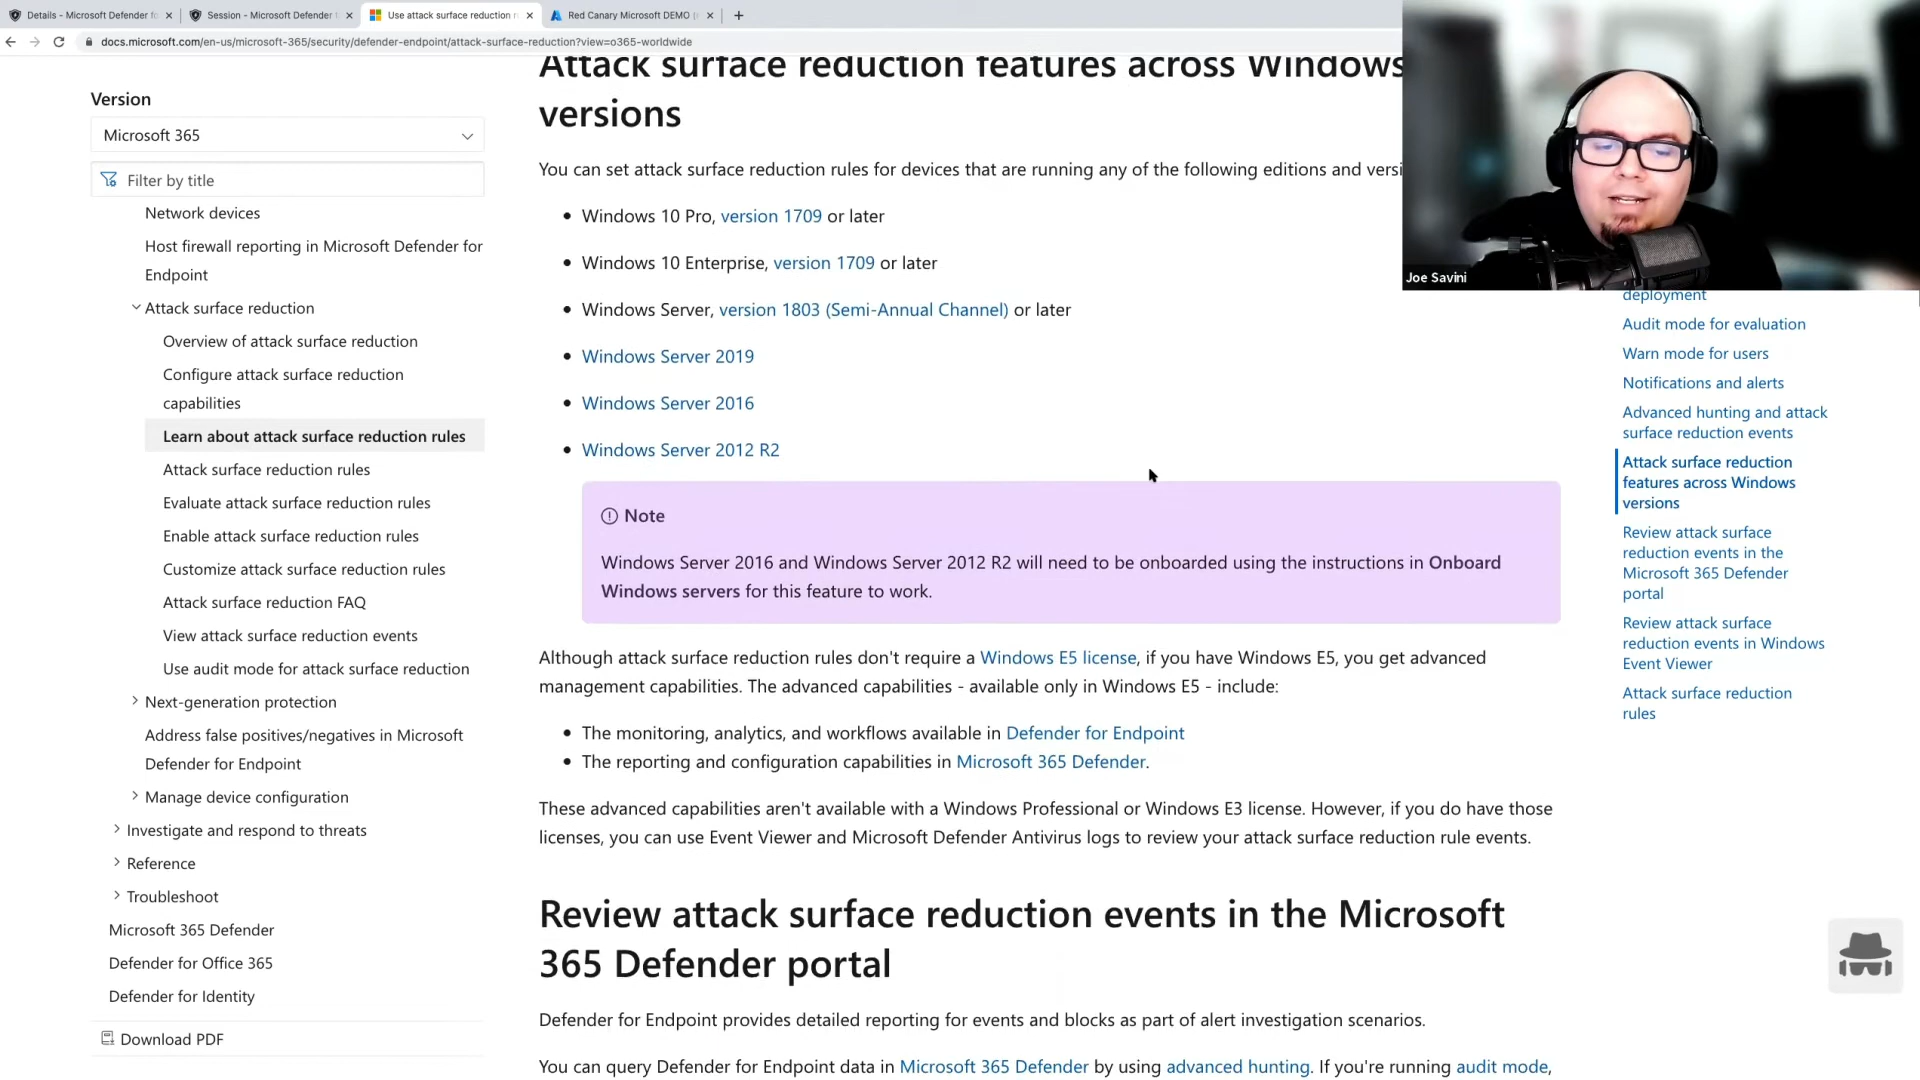 Details - Microsoft Defender fo
Session - Microsoft Defender f
Use attack surface reduction r
Red Canary Microsoft DEMO (
docs.microsoft.com/en-us/microsoft-365/security/defender-endpoint/attack-surface-reduction?view=o365-worldwide
Version
Microsoft 365
Filter by title
Network devices
Host firewall reporting in Microsoft Defender for
Endpoint
Attack surface reduction
Overview of attack surface reduction
Configure attack surface reduction
capabilities
Learn about attack surface reduction rules
Attack surface reduction rules
Evaluate attack surface reduction rules
Enable attack surface reduction rules
Customize attack surface reduction rules
Attack surface reduction FAQ
View attack surface reduction events
Use audit mode for attack surface reduction
Next-generation protection
Address false positives/negatives in Microsoft
Defender for Endpoint
Manage device configuration
Investigate and respond to threats
Reference
Troubleshoot
Microsoft 365 Defender
Defender for Office 365
Defender for Identity
Download PDF
Attack surface reduction features across Windows
versions
You can set attack surface reduction rules for devices that are running any of the following editions and versi
Windows 10 Pro, version 1709 or later
Windows 10 Enterprise, version 1709 or later
Windows Server, version 1803 (Semi-Annual Channel) or later
Windows Server 2019
Windows Server 2016
Windows Server 2012 R2
Note
Windows Server 2016 and Windows Server 2012 R2 will need to be onboarded using the instructions in Onboard
Windows servers for this feature to work.
Although attack surface reduction rules don't require a Windows E5 license, if you have Windows E5, you get advanced
management capabilities. The advanced capabilities - available only in Windows E5 - include:
The monitoring, analytics, and workflows available in Defender for Endpoint
The reporting and configuration capabilities in Microsoft 365 Defender.
These advanced capabilities aren't available with a Windows Professional or Windows E3 license. However, if you do have those
licenses, you can use Event Viewer and Microsoft Defender Antivirus logs to review your attack surface reduction rule events.
Review attack surface reduction events in the Microsoft
365 Defender portal
Defender for Endpoint provides detailed reporting for events and blocks as part of alert investigation scenarios.
You can query Defender for Endpoint data in Microsoft 365 Defender by using advanced hunting. If you're running audit mode,
Joe Savini
deployment
Audit mode for evaluation
Warn mode for users
Notifications and alerts
Advanced hunting and attack
surface reduction events
Attack surface reduction
features across Windows
versions
Review attack surface
reduction events in the
Microsoft 365 Defender
portal
Review attack surface
reduction events in Windows
Event Viewer
Attack surface reduction
rules